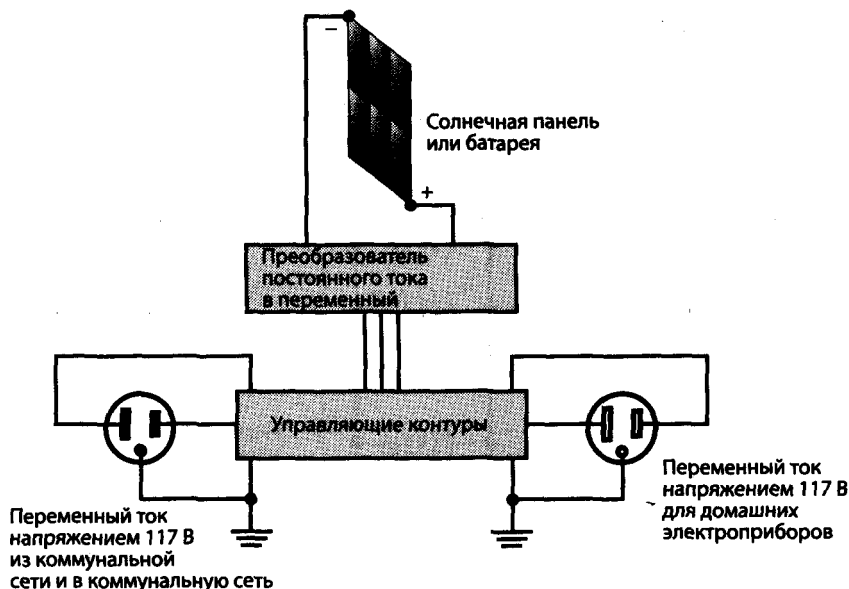 −
Солнечная панель
или батарея
+
Преобразователь
постоянного тока
в переменный
Управляющие контуры
Переменный ток
напряжением 117 В
из коммунальной
сети и в коммунальную сеть
Переменный ток
напряжением 117 В
для домашних
электроприборов